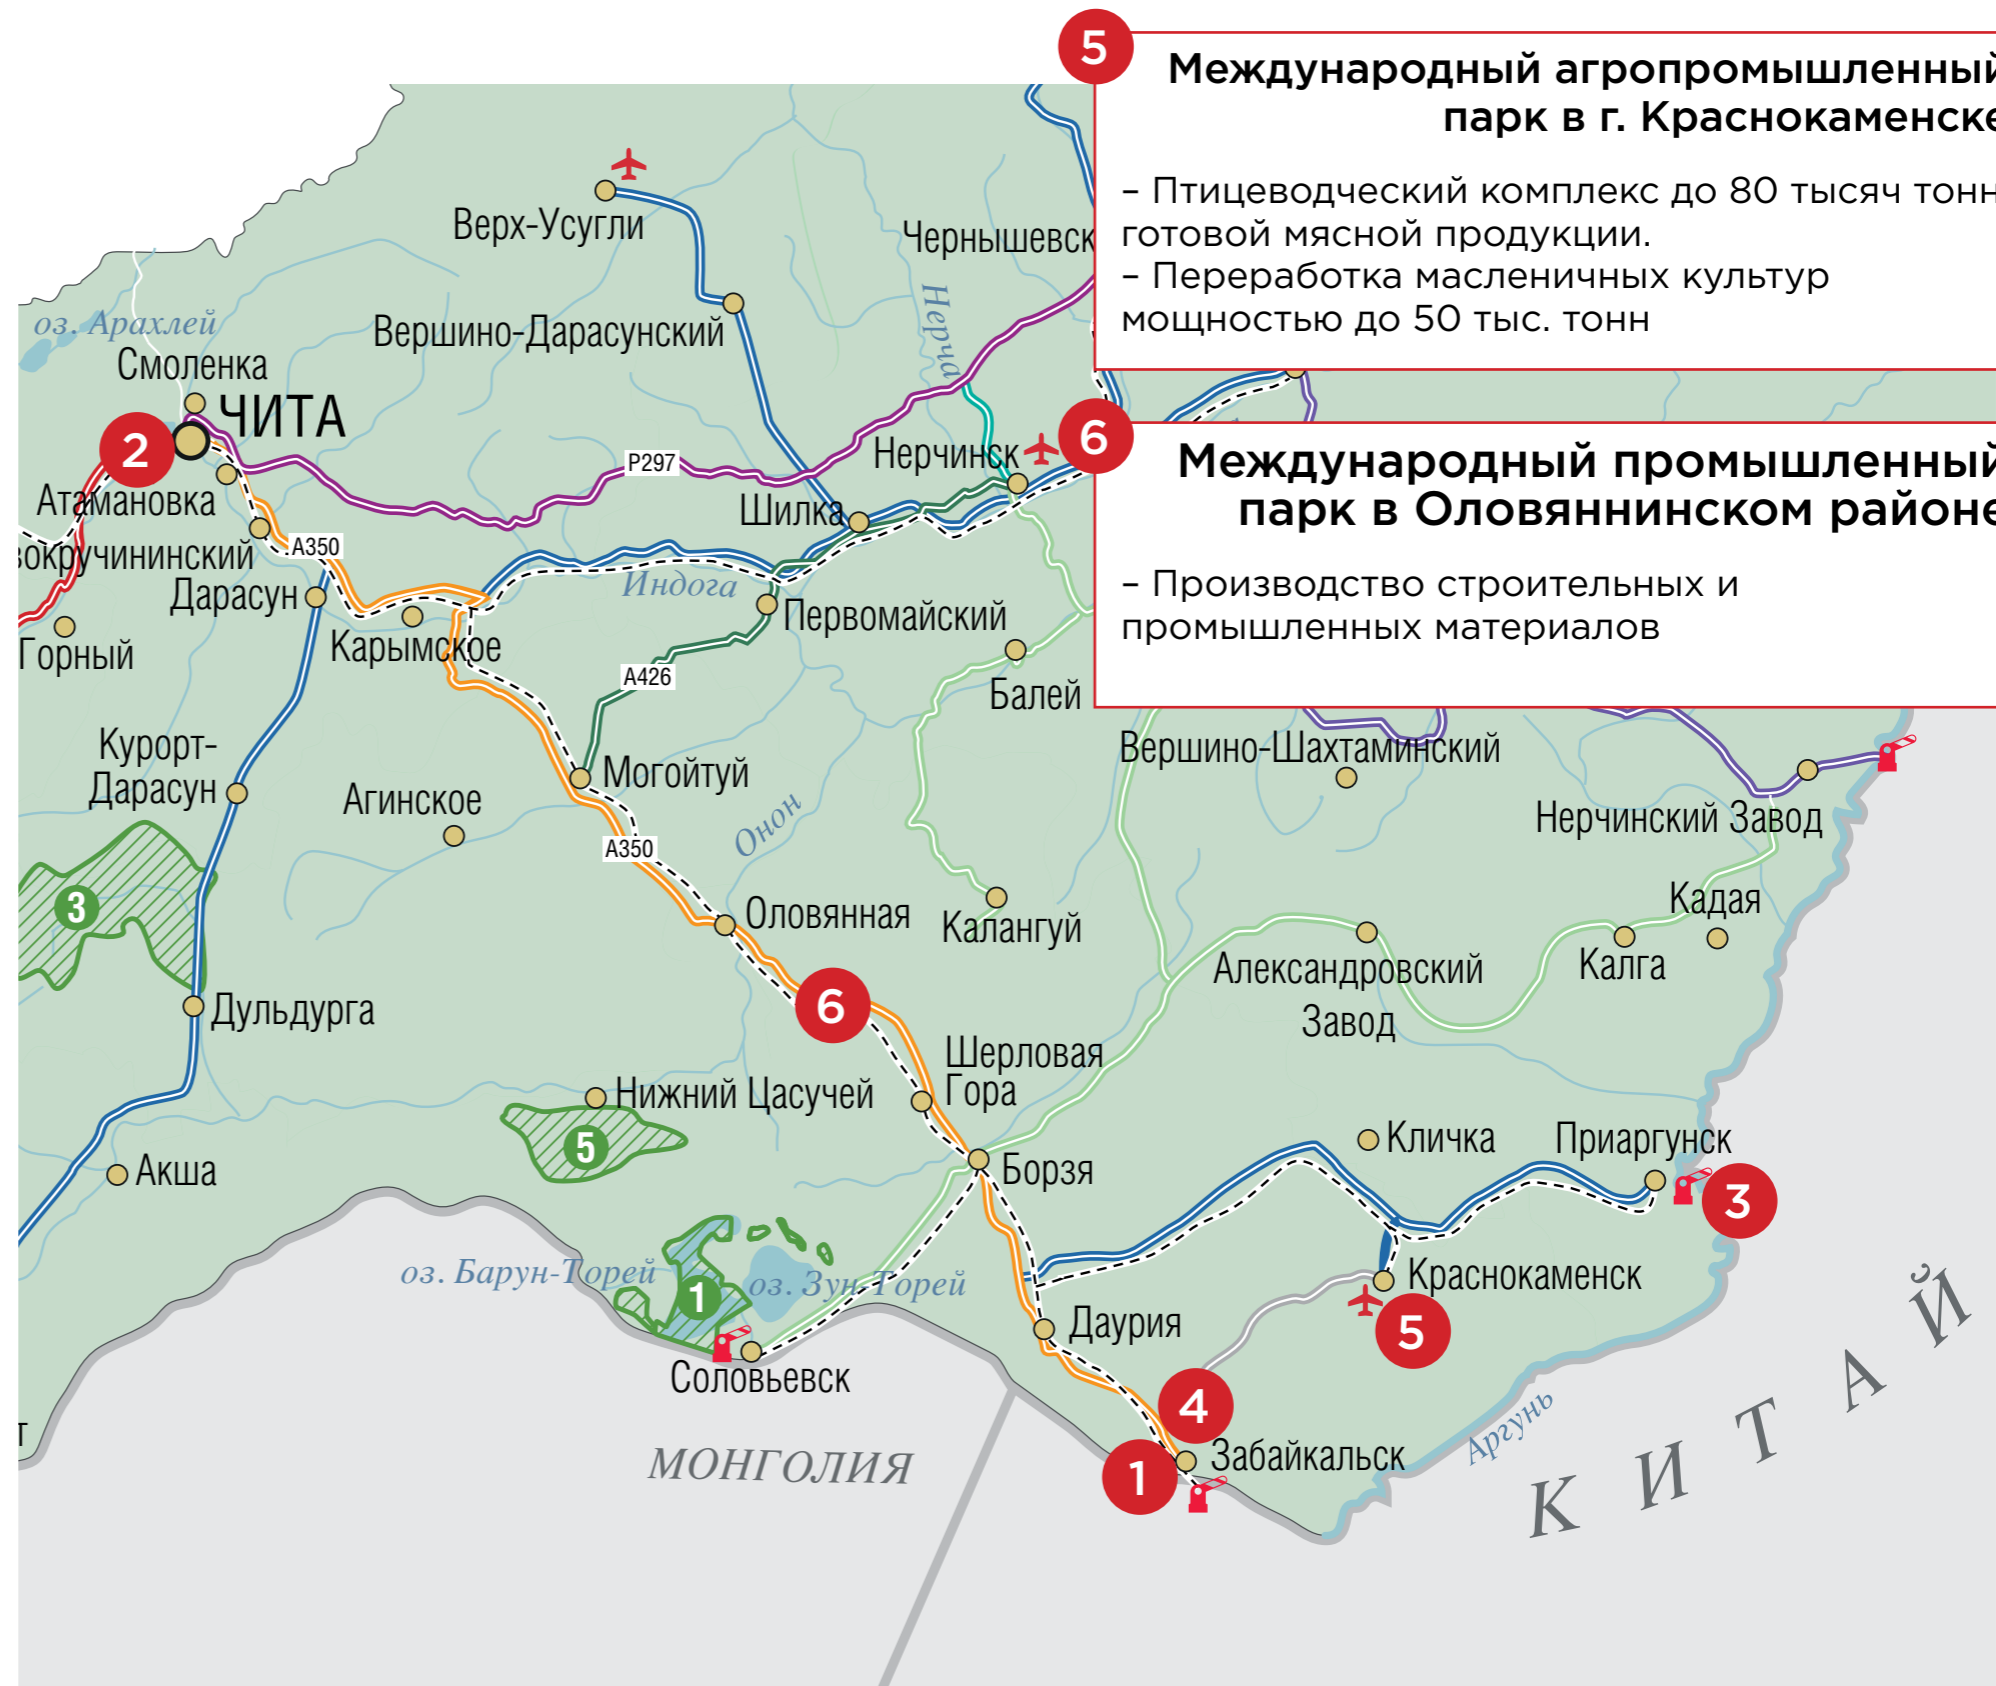 5
Международный агропромышленный
парк в г. Краснокаменске
– Птицеводческий комплекс до 80 тысяч тонн
готовой мясной продукции.
– Переработка масленичных культур
мощностью до 50 тыс. тонн
6
Международный промышленный
парк в Оловяннинском районе
– Производство строительных и
промышленных материалов
Верх-Усугли
Чернышевск
Нерча
оз. Арахлей
Вершино-Дарасунский
Смоленка
ЧИТА
2
Нерчинск
P297
Атамановка
Шилка
вокручининский
A350
Дарасун
Индога
Первомайский
Горный
Карымское
A426
Балей
Курорт-
Дарасун
Могойтуй
Вершино-Шахтаминский
Агинское
Онон
Нерчинский Завод
A350
3
Оловянная
Калангуй
Кадая
Александровский
Завод
Калга
6
Дульдурга
Шерловая
Гора
Нижний Цасучей
5
Кличка
Приаргунск
Акша
Борзя
3
оз. Барун-Торей
1
оз. Зун-Торей
Краснокаменск
Даурия
5
Соловьевск
4
т
МОНГОЛИЯ
1
Забайкальск
Аргунь
КИТАЙ